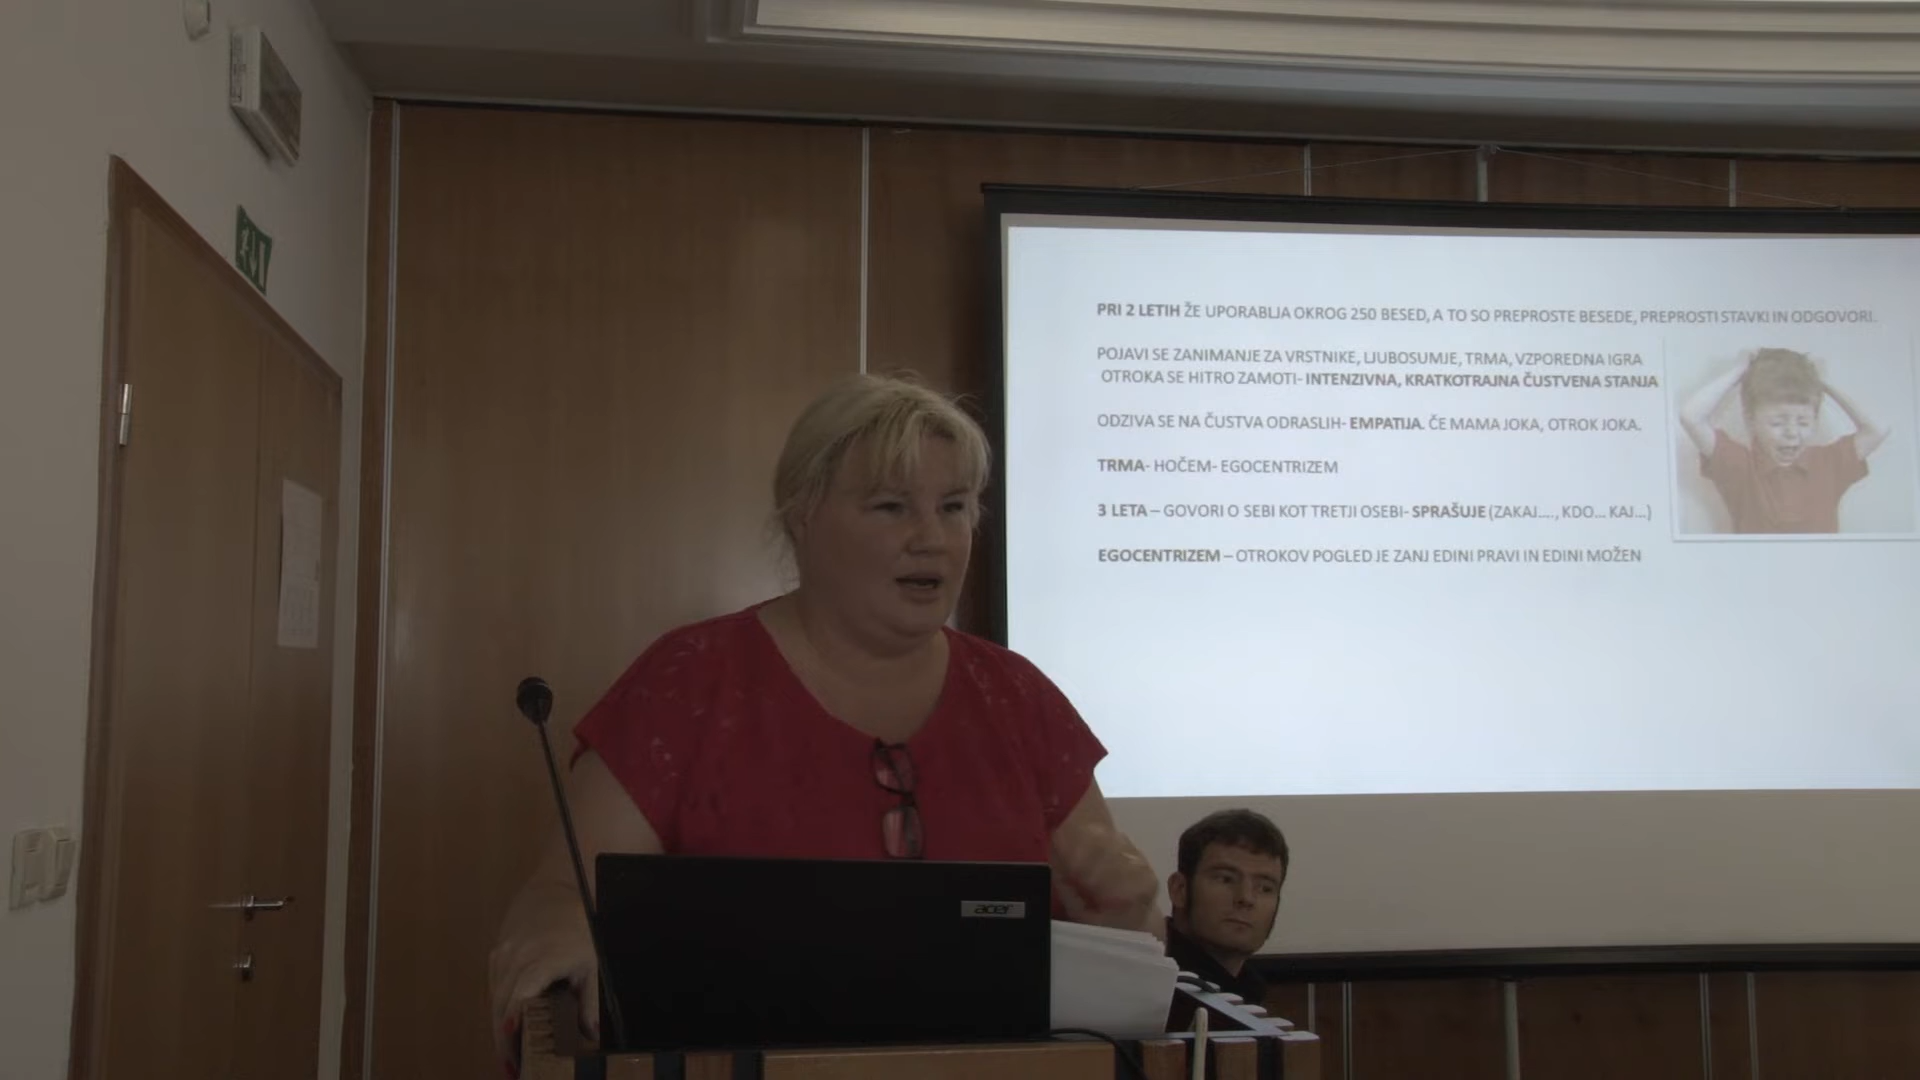 PRI 2 LETIH ŽE UPORABLJA OKROG 250 BESED, A TO SO PREPROSTE BESEDE, PREPROSTI STAVKI IN ODGOVORI.
POJAVI SE ZANIMANJE ZA VRSTNIKE, LJUBOSUMJE, TRMA, VZPOREDNA IGRA
OTROKA SE HITRO ZAMOTI- INTENZIVNA, KRATKOTRAJNA ČUSTVENA STANJA
ODZIVA SE NA ČUSTVA ODRASLIH- EMPATIJA. ČE MAMA JOKA, OTROK JOKA.
TRMA- HOČEM- EGOCENTRIZEM
3 LETA – GOVORI O SEBI KOT TRETJI OSEBI- SPRAŠUJE (ZAKAJ...., KDO... KAJ...)
EGOCENTRIZEM – OTROKOV POGLED JE ZANJ EDINI PRAVI IN EDINI MOŽEN
acer